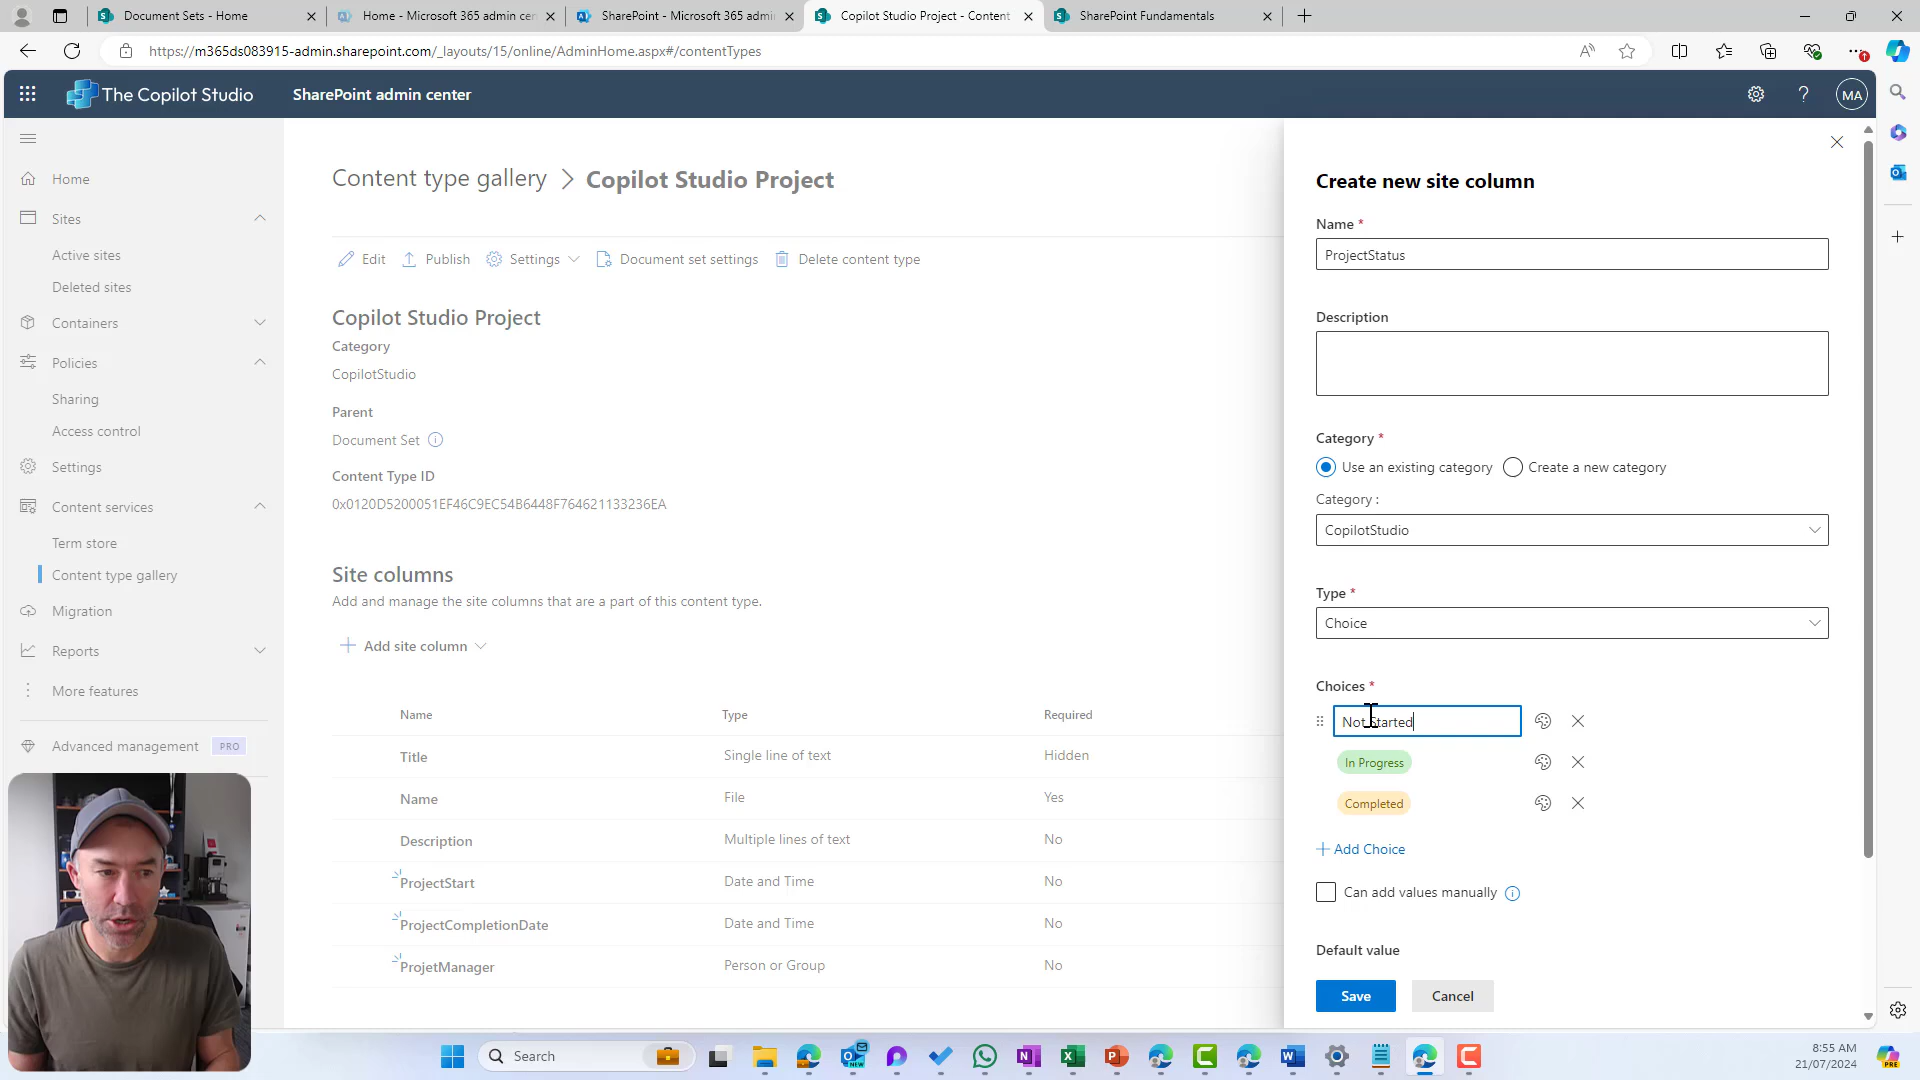 Document Sets - Home
Home - Microsoft 365 admin cen
SharePoint - Microsoft 365 admin
Copilot Studio Project - Content
SharePoint Fundamentals
https://m365ds083915-admin.sharepoint.com/_layouts/15/online/AdminHome.aspx#/contentTypes
The Copilot Studio
SharePoint admin center
MA
Home
Sites
Active sites
Deleted sites
Containers
Policies
Sharing
Access control
Settings
Content services
Term store
Content type gallery
Migration
Reports
More features
Advanced management PRO
Content type gallery > Copilot Studio Project
Edit Publish Settings Document set settings Delete content type
Copilot Studio Project
Category
CopilotStudio
Parent
Document Set
Content Type ID
0x0120D5200051EF46C9EC54B6448F764621133236EA
Site columns
Add and manage the site columns that are a part of this content type.
Add site column
Name Type Required
Title Single line of text Hidden
Name File Yes
Description Multiple lines of text No
ProjectStart Date and Time No
ProjectCompletionDate Date and Time No
ProjetManager Person or Group No
Create new site column
Name *
ProjectStatus
Description
Category *
Use an existing category Create a new category
Category :
CopilotStudio
Type *
Choice
Choices *
Not Started
In Progress
Completed
Add Choice
Can add values manually
Default value
Save Cancel
Search
NEW
8:55 AM
21/07/2024
PRE